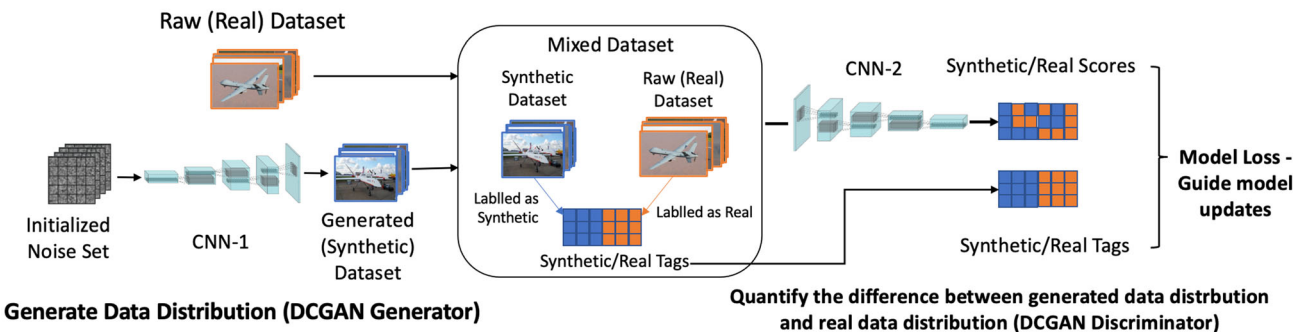 Raw (Real) Dataset
Initialized
Noise Set
CNN-1
Generated
(Synthetic)
Dataset
Generate Data Distribution (DCGAN Generator)
Mixed Dataset
Synthetic
Dataset
Raw (Real)
Dataset
Lablled as
Synthetic
Lablled as Real
Synthetic/Real Tags
CNN-2
Synthetic/Real Scores
Synthetic/Real Tags
Model Loss -
Guide model
updates
Quantify the difference between generated data distrbution
and real data distribution (DCGAN Discriminator)